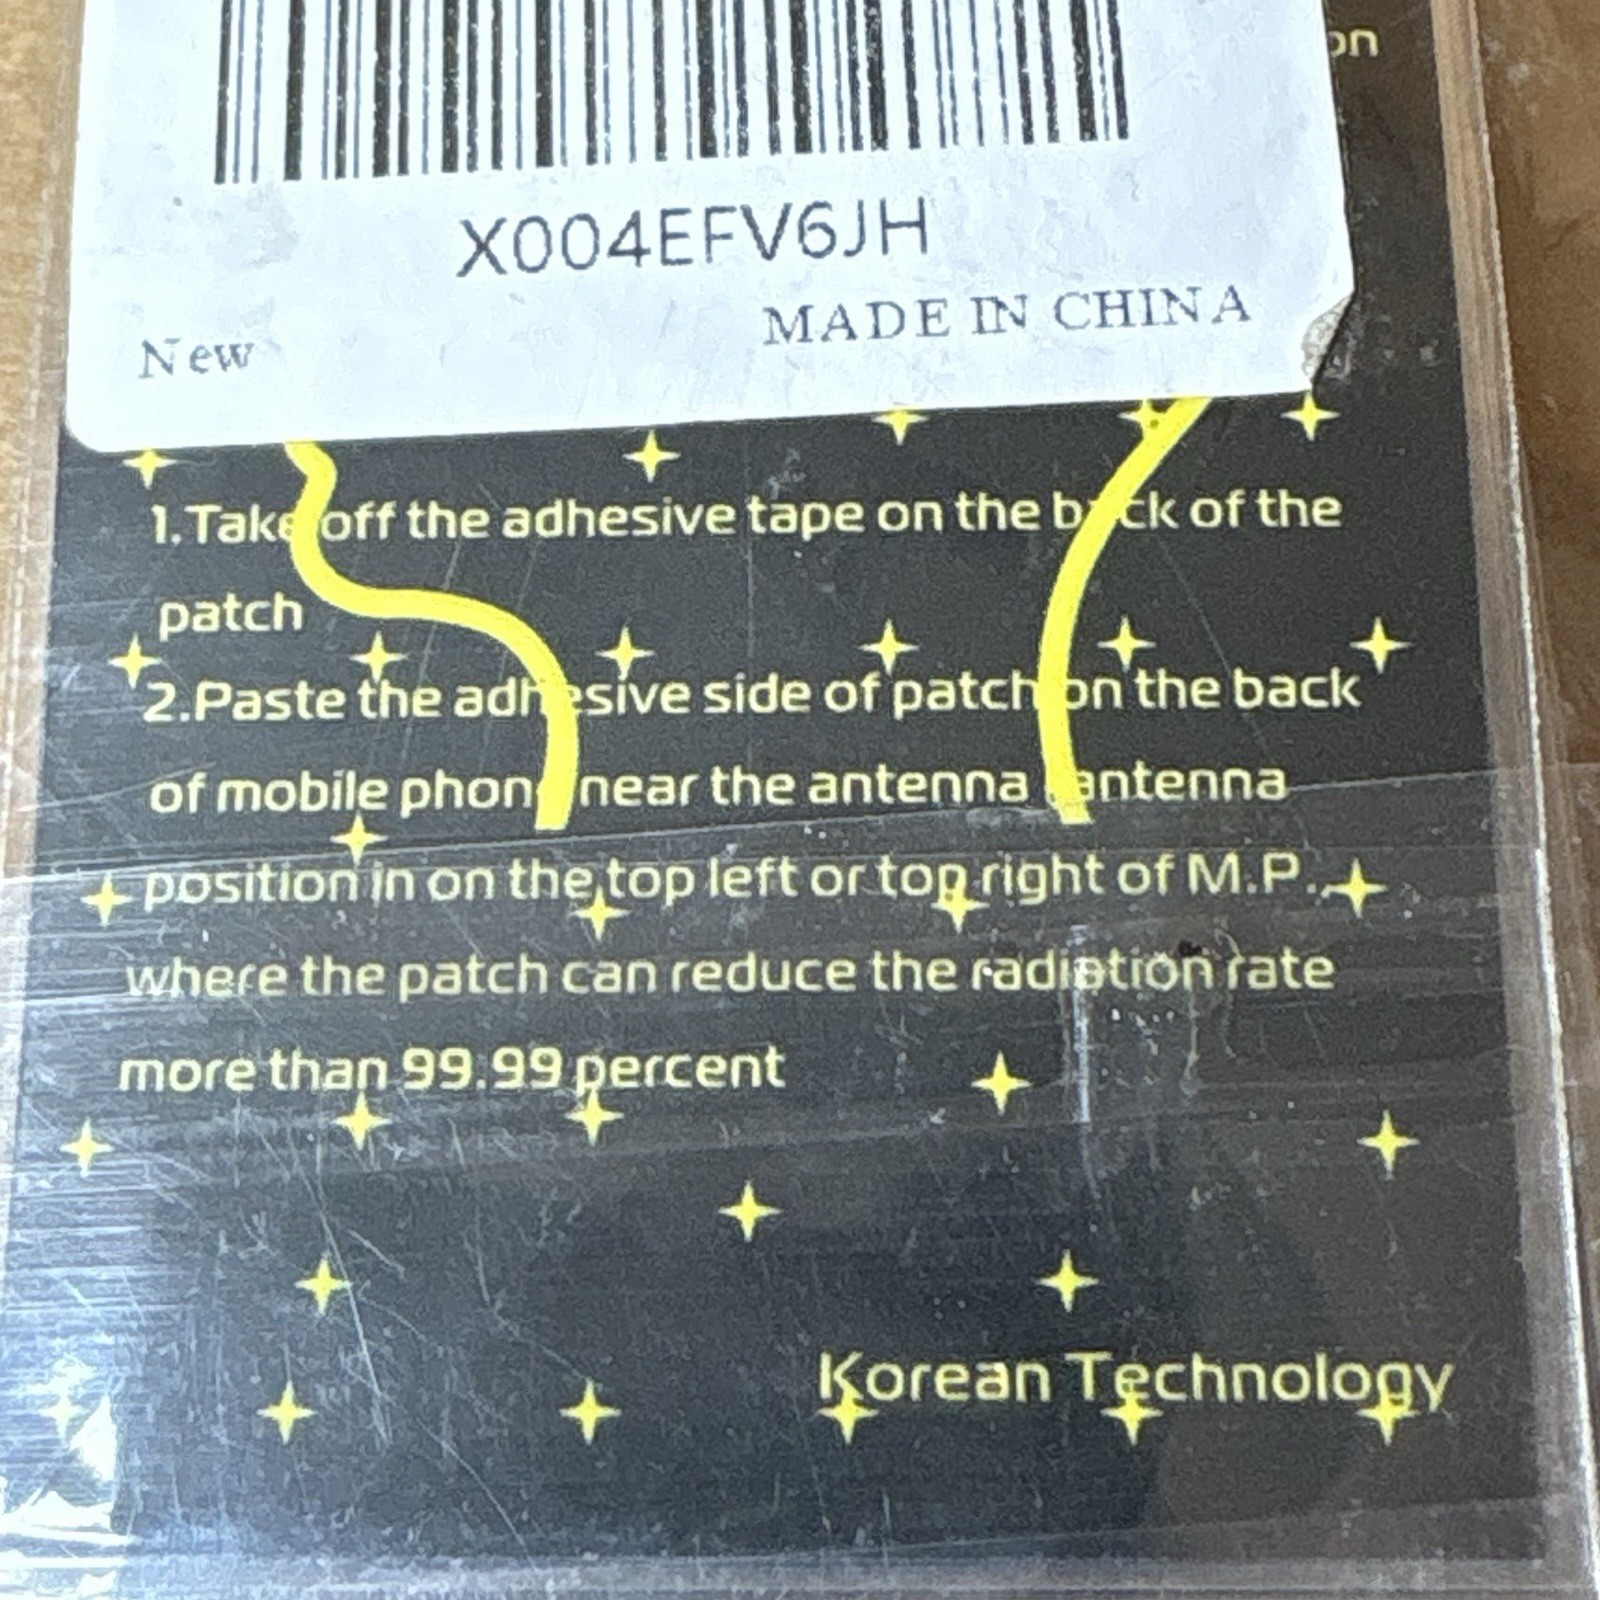 on
X004EFV6JH
New
MADE IN CHINA
1.Take off the adhesive tape on the back of the
patch
2.Paste the adhesive side of patch on the back
of mobile phone near the antenna antenna
position in on the top left or top right of M.P.,
where the patch can reduce the radiation rate
more than 99.99 percent
Korean Technology